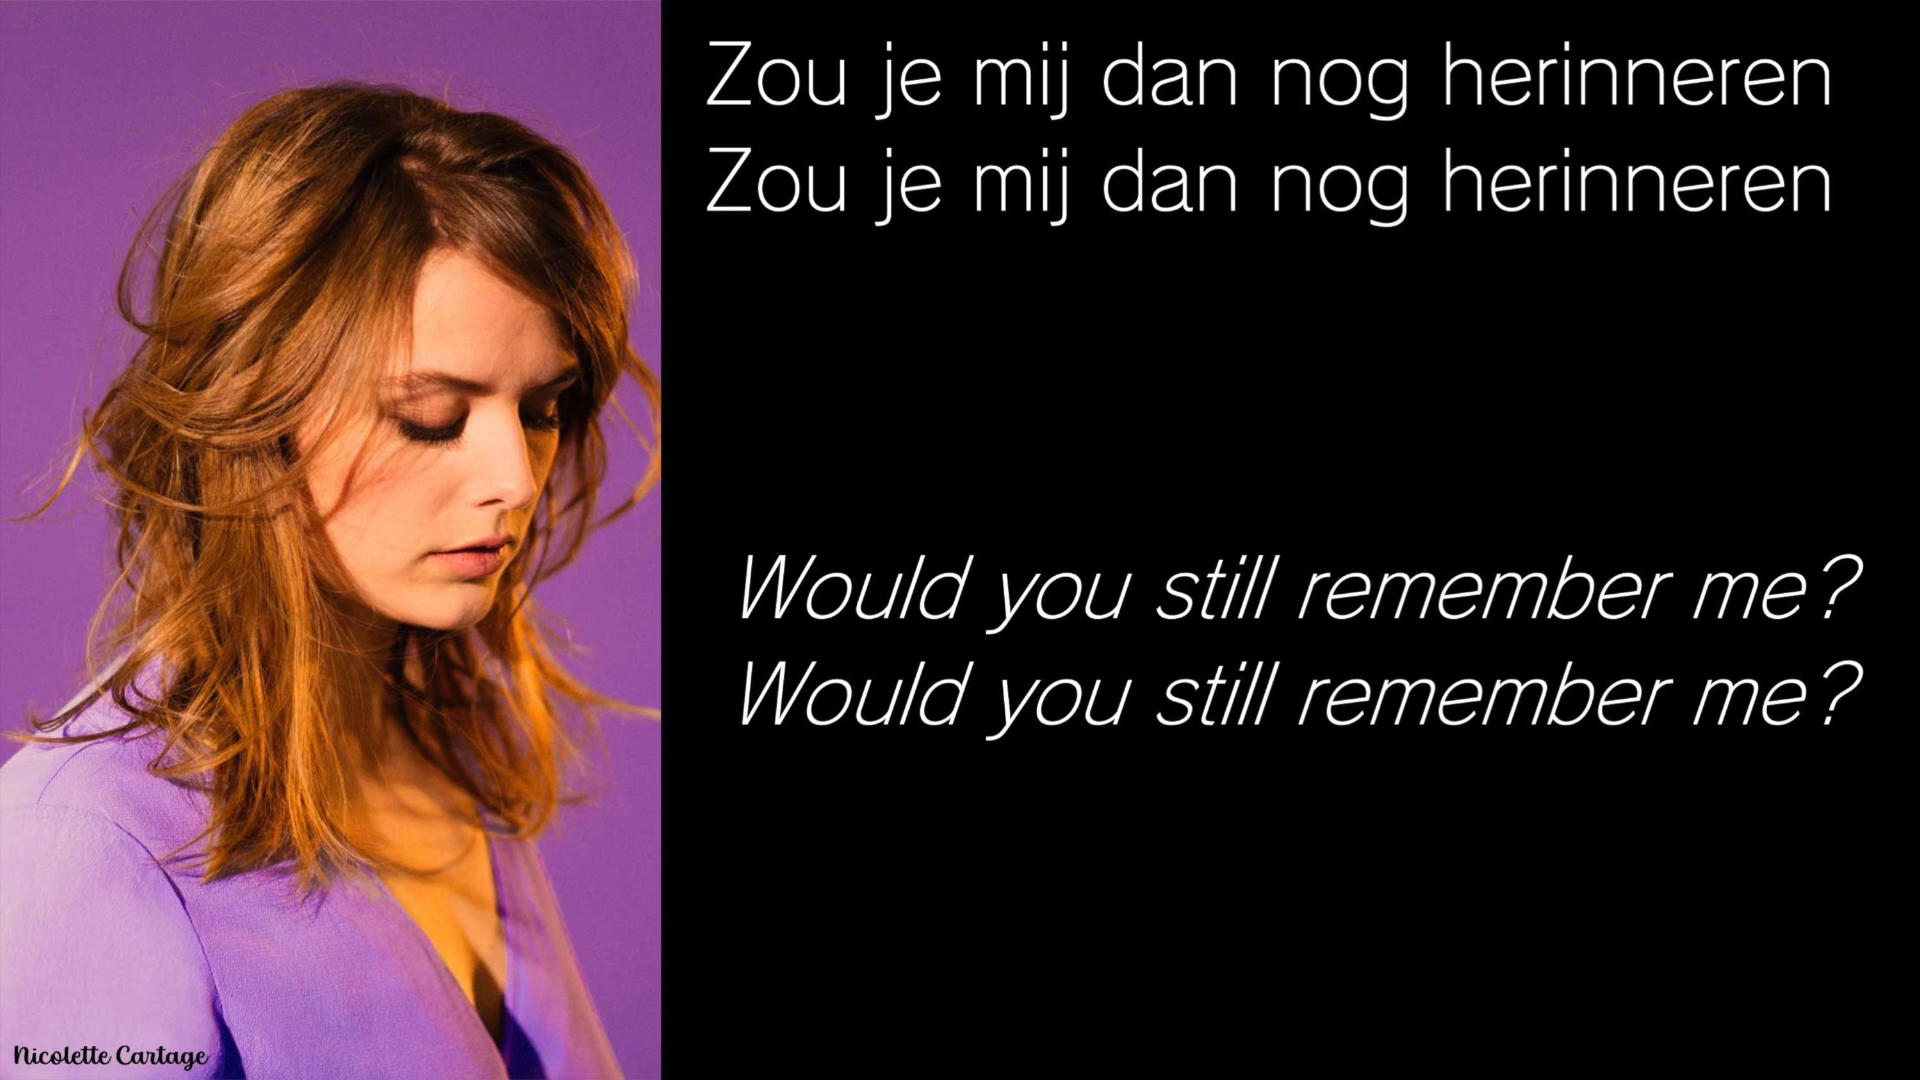 Zou je mij dan nog herinneren
Zou je mij dan nog herinneren
Would you still remember me?
Would you still remember me?
Nicolette Cartage